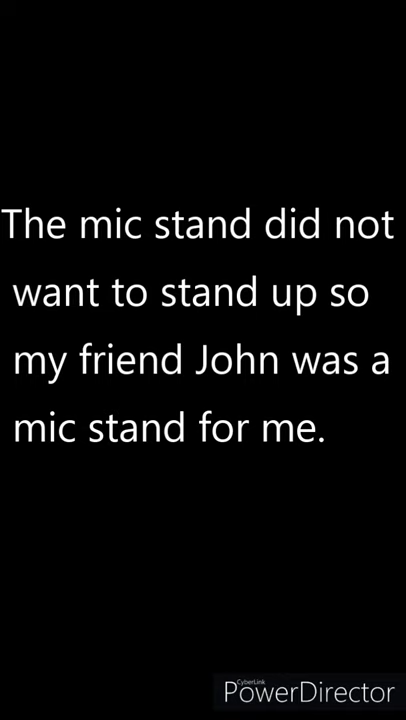 The mic stand did not
want to stand up so
my friend John was a
mic stand for me.
CyberLink
PowerDirector